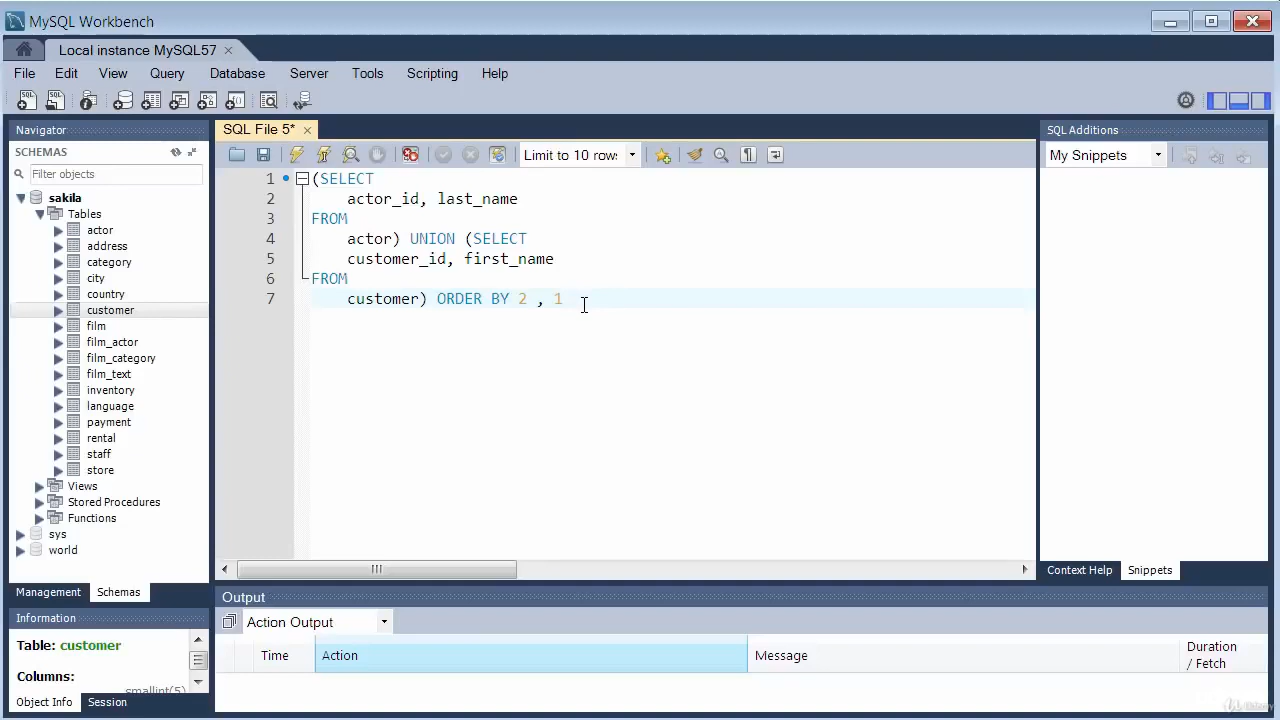 MySQL Workbench
Local instance MySQL57
File Edit View Query Database Server Tools Scripting Help
Navigator
SCHEMAS
Filter objects
sakila
Tables
actor
address
category
city
country
customer
film
film_actor
film_category
film_text
inventory
language
payment
rental
staff
store
Views
Stored Procedures
Functions
sys
world
Management Schemas
Information
Table: customer
Columns:
smallint(5)
Object Info Session
SQL File 5*
Limit to 10 rows
1 (SELECT
2 actor_id, last_name
3 FROM
4 actor) UNION (SELECT
5 customer_id, first_name
6 FROM
7 customer) ORDER BY 2 , 1
SQL Additions
My Snippets
Context Help Snippets
Output
Action Output
Time Action Message Duration / Fetch